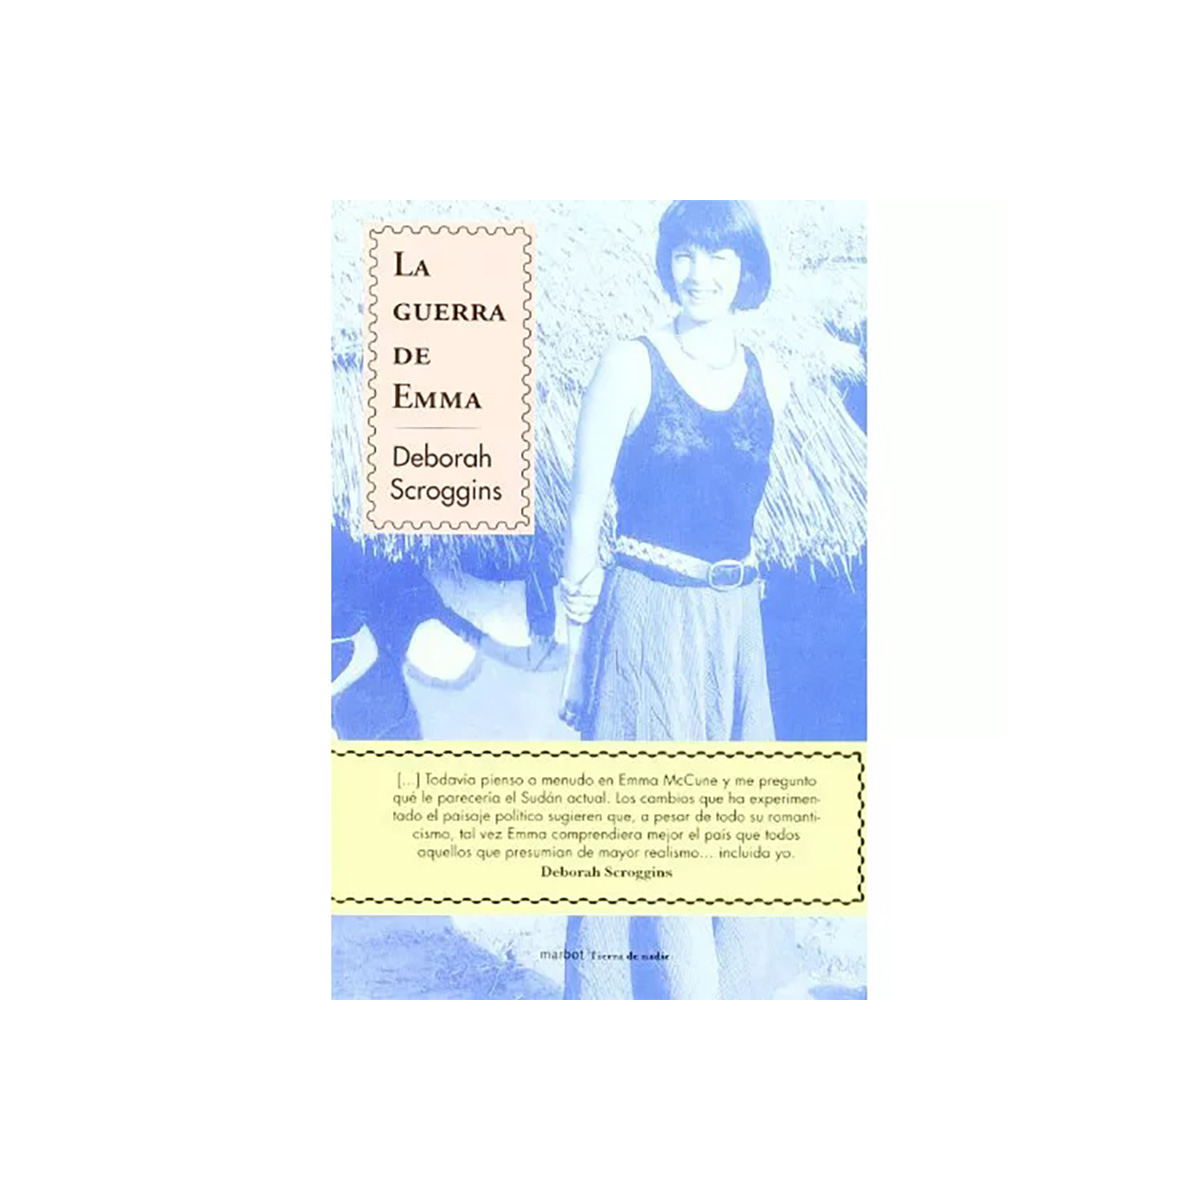 La
guerra
de
Emma
Deborah
Scroggins
[...] Todavía pienso a menudo en Emma McCune y me pregunto
qué le parecería el Sudán actual. Los cambios que ha experimen-
tado el paisaje político sugieren que, a pesar de todo su romanti-
cismo, tal vez Emma comprendiera mejor el país que todos
aquellos que presumían de mayor realismo... incluida yo.
Deborah Scroggins
marbot Tierra de nadie